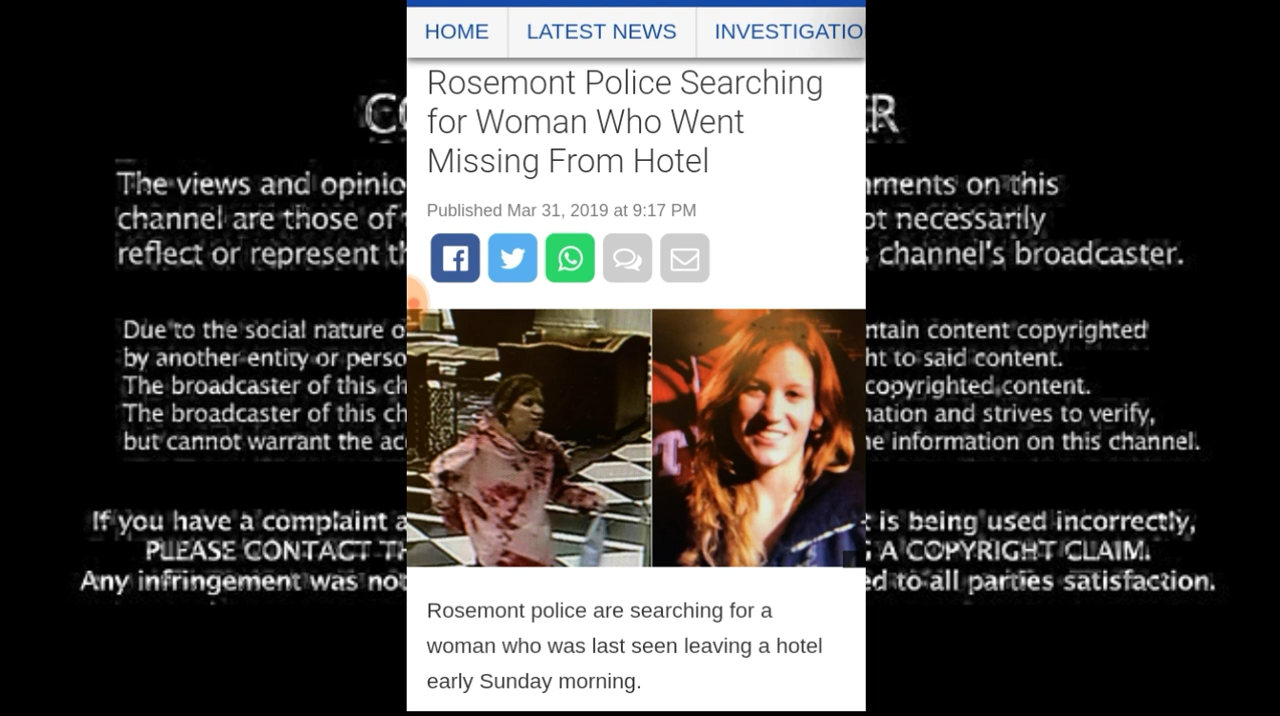 HOME
LATEST NEWS
INVESTIGATIO
Rosemont Police Searching
for Woman Who Went
Missing From Hotel
Published Mar 31, 2019 at 9:17 PM
Rosemont police are searching for a
woman who was last seen leaving a hotel
early Sunday morning.
CO ER
The views and opinio mments on this
channel are those of ot necessarily
reflect or represent th s channel's broadcaster.
Due to the social nature o ntain content copyrighted
by another entity or perso ht to said content.
The broadcaster of this ch copyrighted content.
The broadcaster of this ch mation and strives to verify,
but cannot warrant the ac e information on this channel.
If you have a complaint a t is being used incorrectly,
PLEASE CONTACT TH G A COPYRIGHT CLAIM.
Any infringement was not ed to all parties satisfaction.